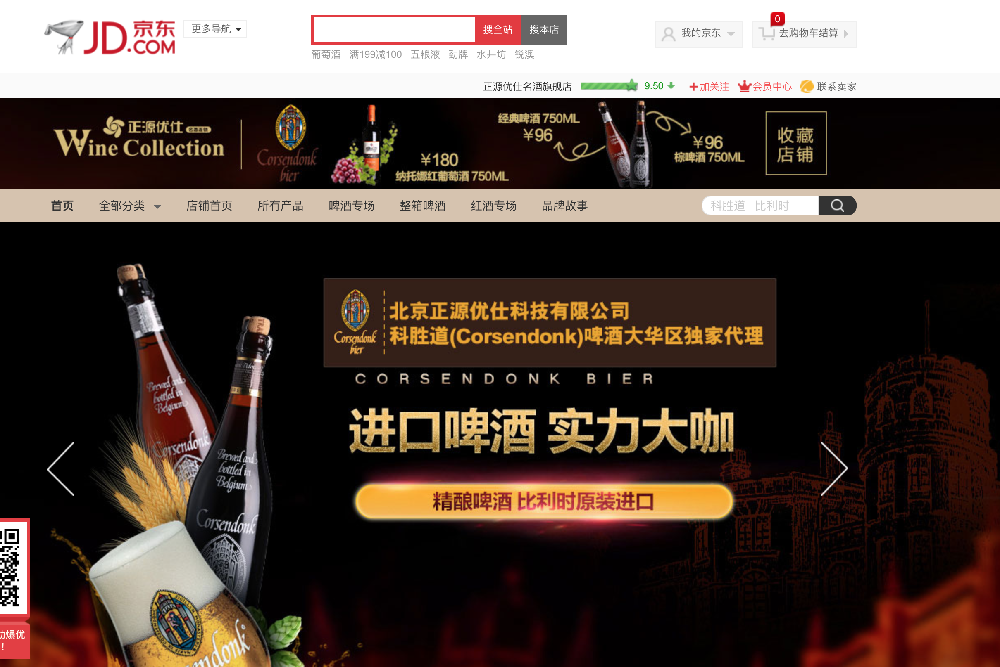 JD.COM 京东
更多导航
搜全站 搜本店
葡萄酒 满199减100 五粮液 劲牌 水井坊 锐澳
我的京东
0
去购物车结算
正源优仕名酒旗舰店 9.50 加关注 会员中心 联系卖家
正源优仕 名酒连锁
Wine Collection
Corsendonk
bier
¥180
纳托娜红葡萄酒 750ML
经典啤酒 750ML
¥96
¥96
棕啤酒 750ML
收藏
店铺
首页 全部分类 店铺首页 所有产品 啤酒专场 整箱啤酒 红酒专场 品牌故事
科胜道 比利时
Corsendonk
bier
北京正源优仕科技有限公司
科胜道(Corsendonk)啤酒大华区独家代理
CORSENDONK BIER
进口啤酒 实力大咖
精酿啤酒 比利时原装进口
Brewed and
bottled in
Belgium
Corsendonk
Brewed and
bottled in
Belgium
Corsendonk
爆优
！